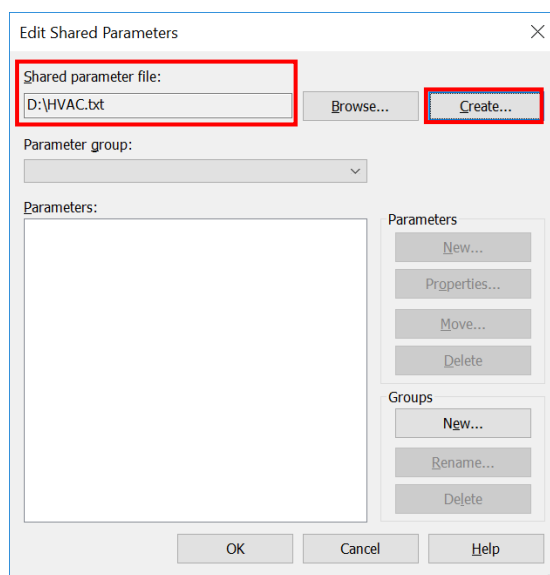 Edit Shared Parameters
Shared parameter file:
D:\HVAC.txt
Browse...
Create...
Parameter group:
Parameters:
Parameters
New...
Properties...
Move...
Delete
Groups
New...
Rename...
Delete
OK
Cancel
Help